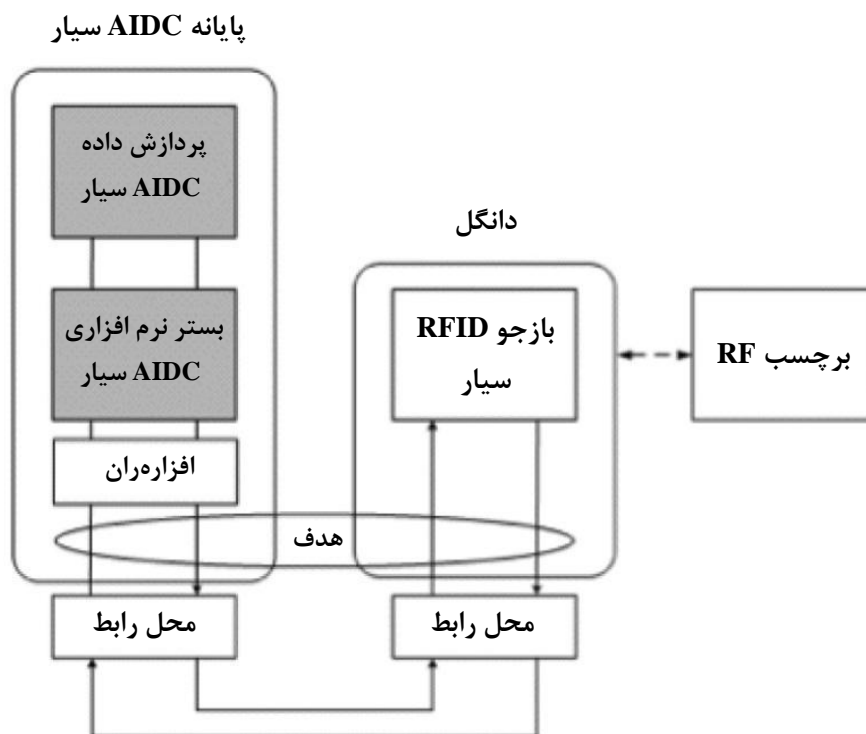 پایانه AIDC سیار
پردازش داده
AIDC سیار
بستر نرم افزاری
AIDC سیار
افزاره‌ران
هدف
محل رابط
دانگل
بازجو RFID
سیار
محل رابط
برچسب RF